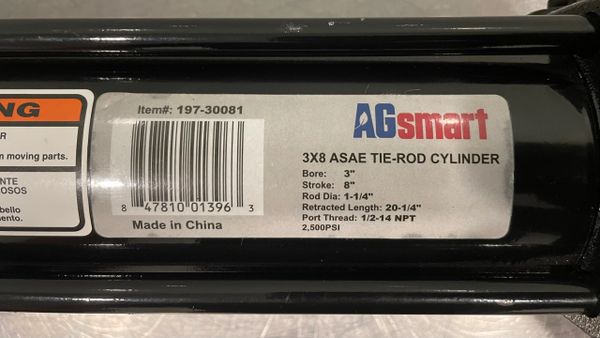 NG
R
n moving parts.
NTE
OSOS
bello
ento.
Item#: 197-30081
8 47810 01396 3
Made in China
AGsmart
3X8 ASAE TIE-ROD CYLINDER
Bore: 3"
Stroke: 8"
Rod Dia: 1-1/4"
Retracted Length: 20-1/4"
Port Thread: 1/2-14 NPT
2,500PSI